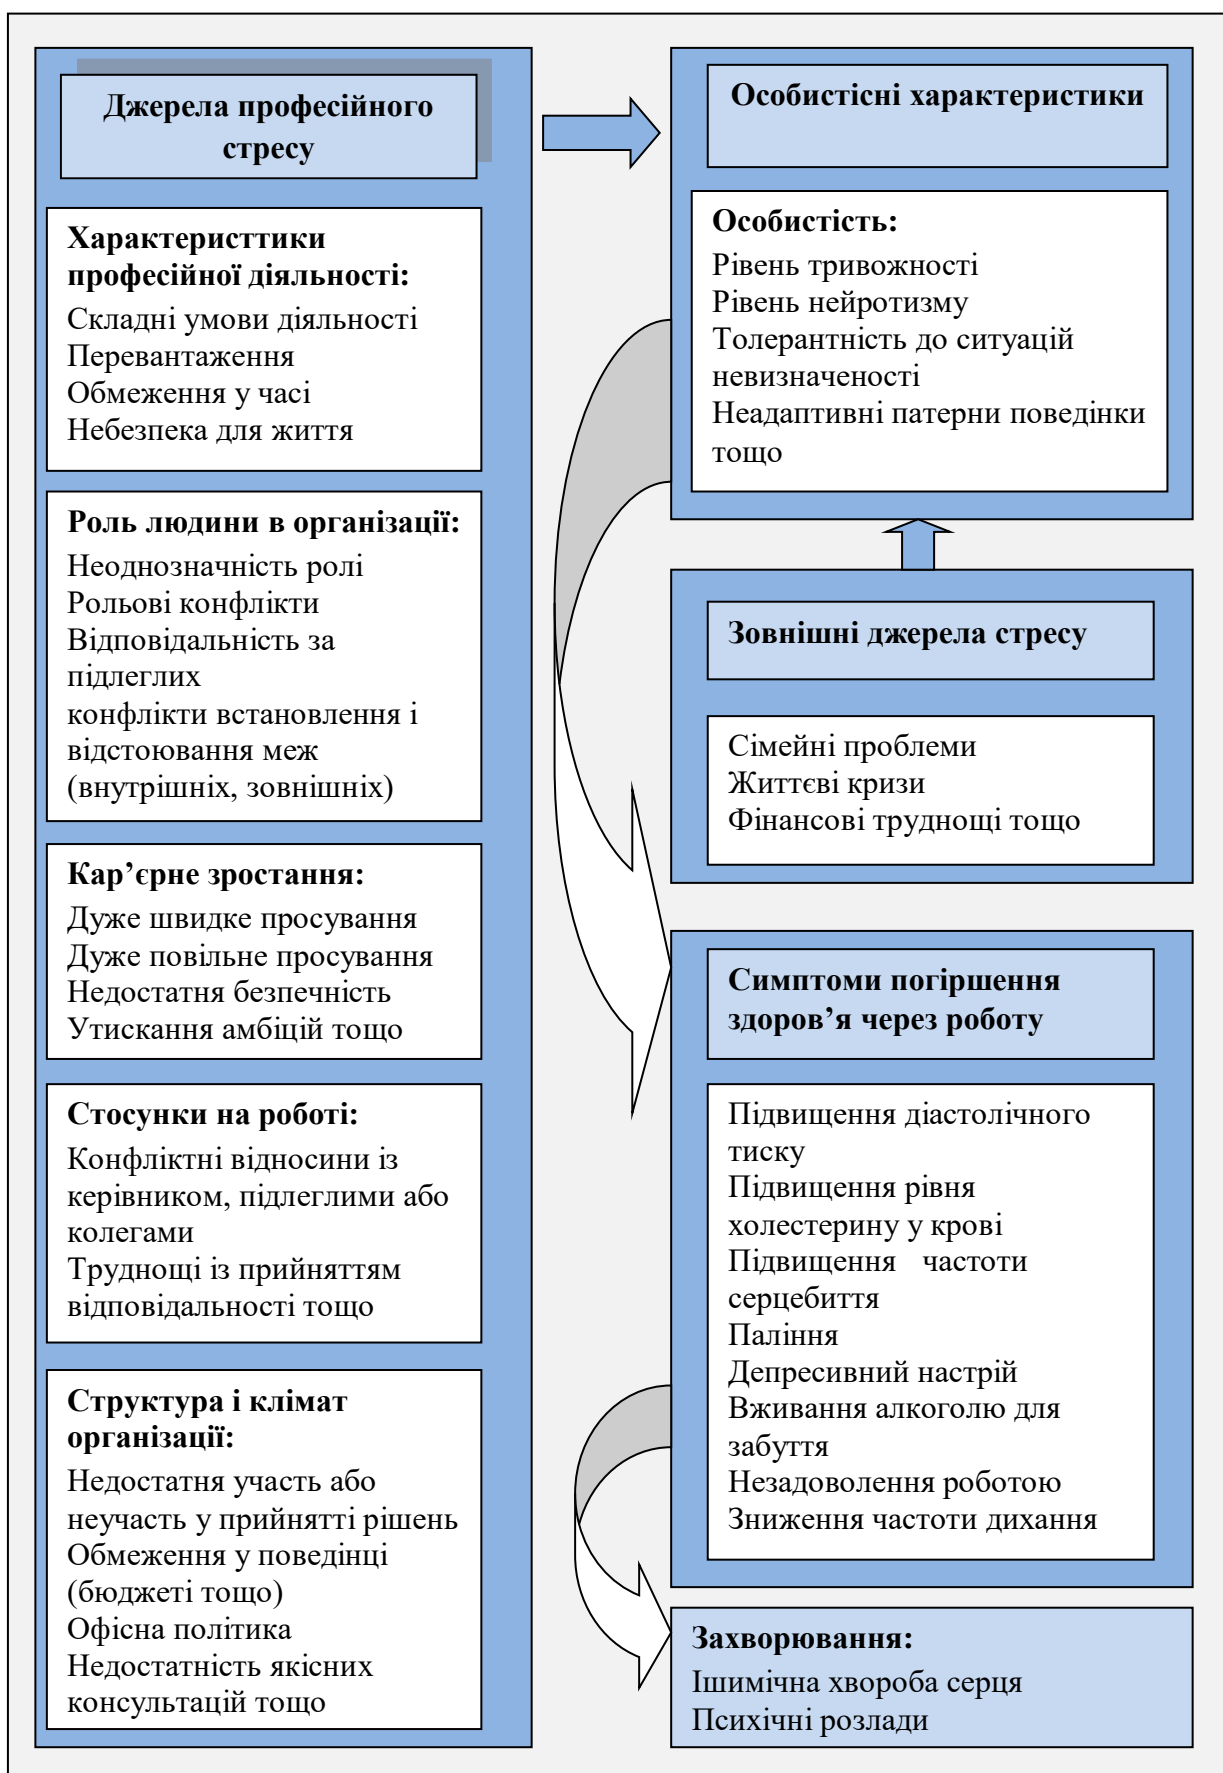 Джерела професійного
стресу
Характеристтики
професійної діяльності:
Складні умови діяльності
Перевантаження
Обмеження у часі
Небезпека для життя
Роль людини в організації:
Неоднозначність ролі
Рольові конфлікти
Відповідальність за
підлеглих
конфлікти встановлення і
відстоювання меж
(внутрішніх, зовнішніх)
Кар’єрне зростання:
Дуже швидке просування
Дуже повільне просування
Недостатня безпечність
Утискання амбіцій тощо
Стосунки на роботі:
Конфліктні відносини із
керівником, підлеглими або
колегами
Труднощі із прийняттям
відповідальності тощо
Структура і клімат
організації:
Недостатня участь або
неучасть у прийнятті рішень
Обмеження у поведінці
(бюджеті тощо)
Офісна політика
Недостатність якісних
консультацій тощо
Особистісні характеристики
Особистість:
Рівень тривожності
Рівень нейротизму
Толерантність до ситуацій
невизначеності
Неадаптивні патерни поведінки
тощо
Зовнішні джерела стресу
Сімейні проблеми
Життєві кризи
Фінансові труднощі тощо
Симптоми погіршення
здоров’я через роботу
Підвищення діастолічного
тиску
Підвищення рівня
холестерину у крові
Підвищення частоти
серцебиття
Паління
Депресивний настрій
Вживання алкоголю для
забуття
Незадоволення роботою
Зниження частоти дихання
Захворювання:
Ішимічна хвороба серця
Психічні розлади